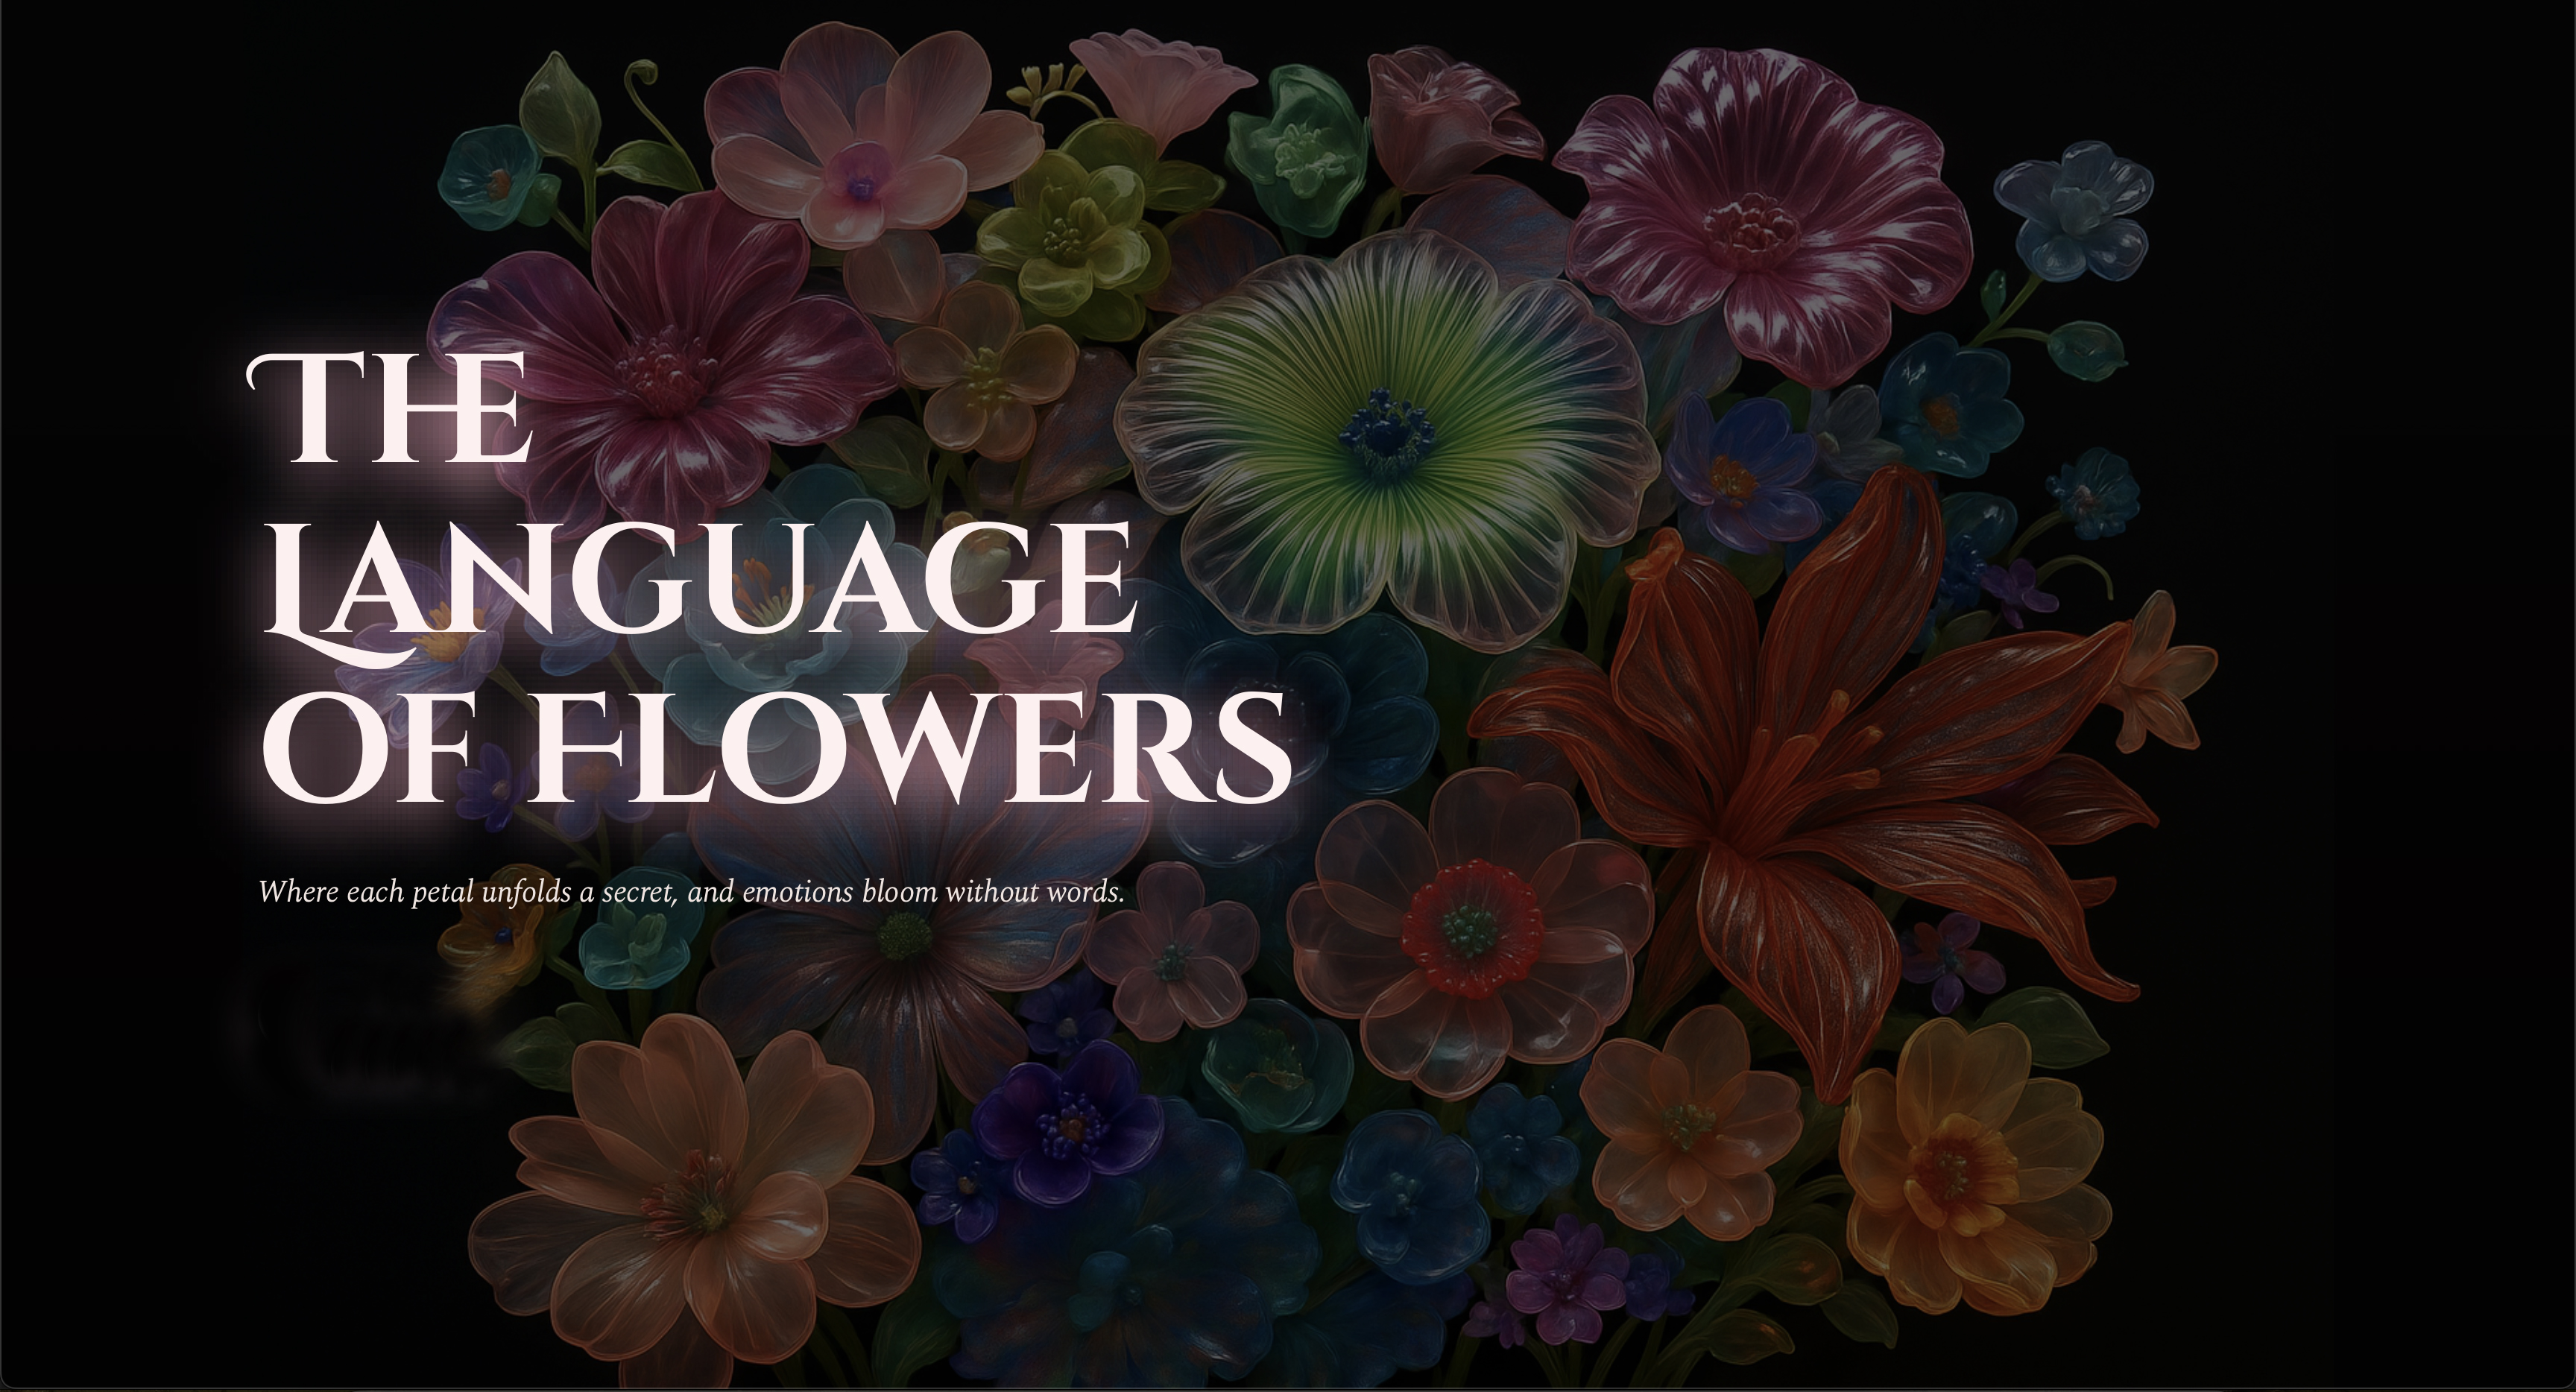 THE
LANGUAGE
OF FLOWERS
Where each petal unfolds a secret, and emotions bloom without words.